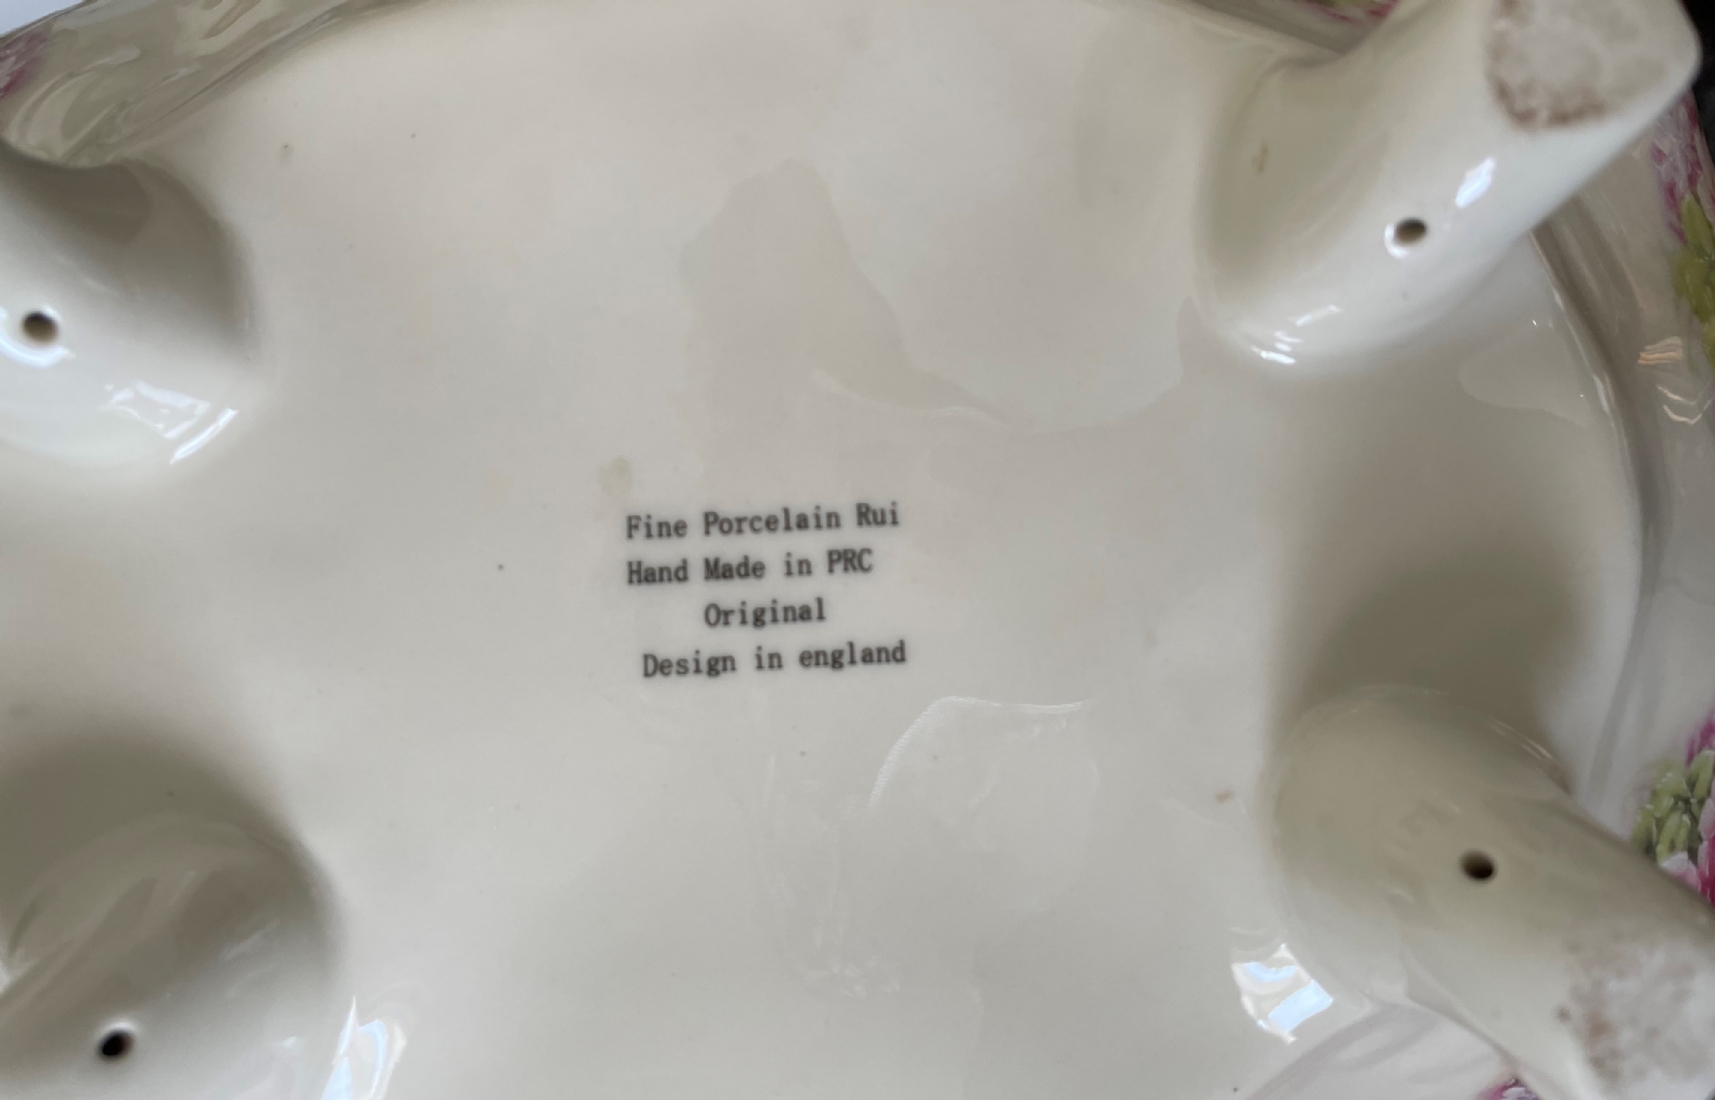 Fine Porcelain Rui
Hand Made in PRC
Original
Design in england